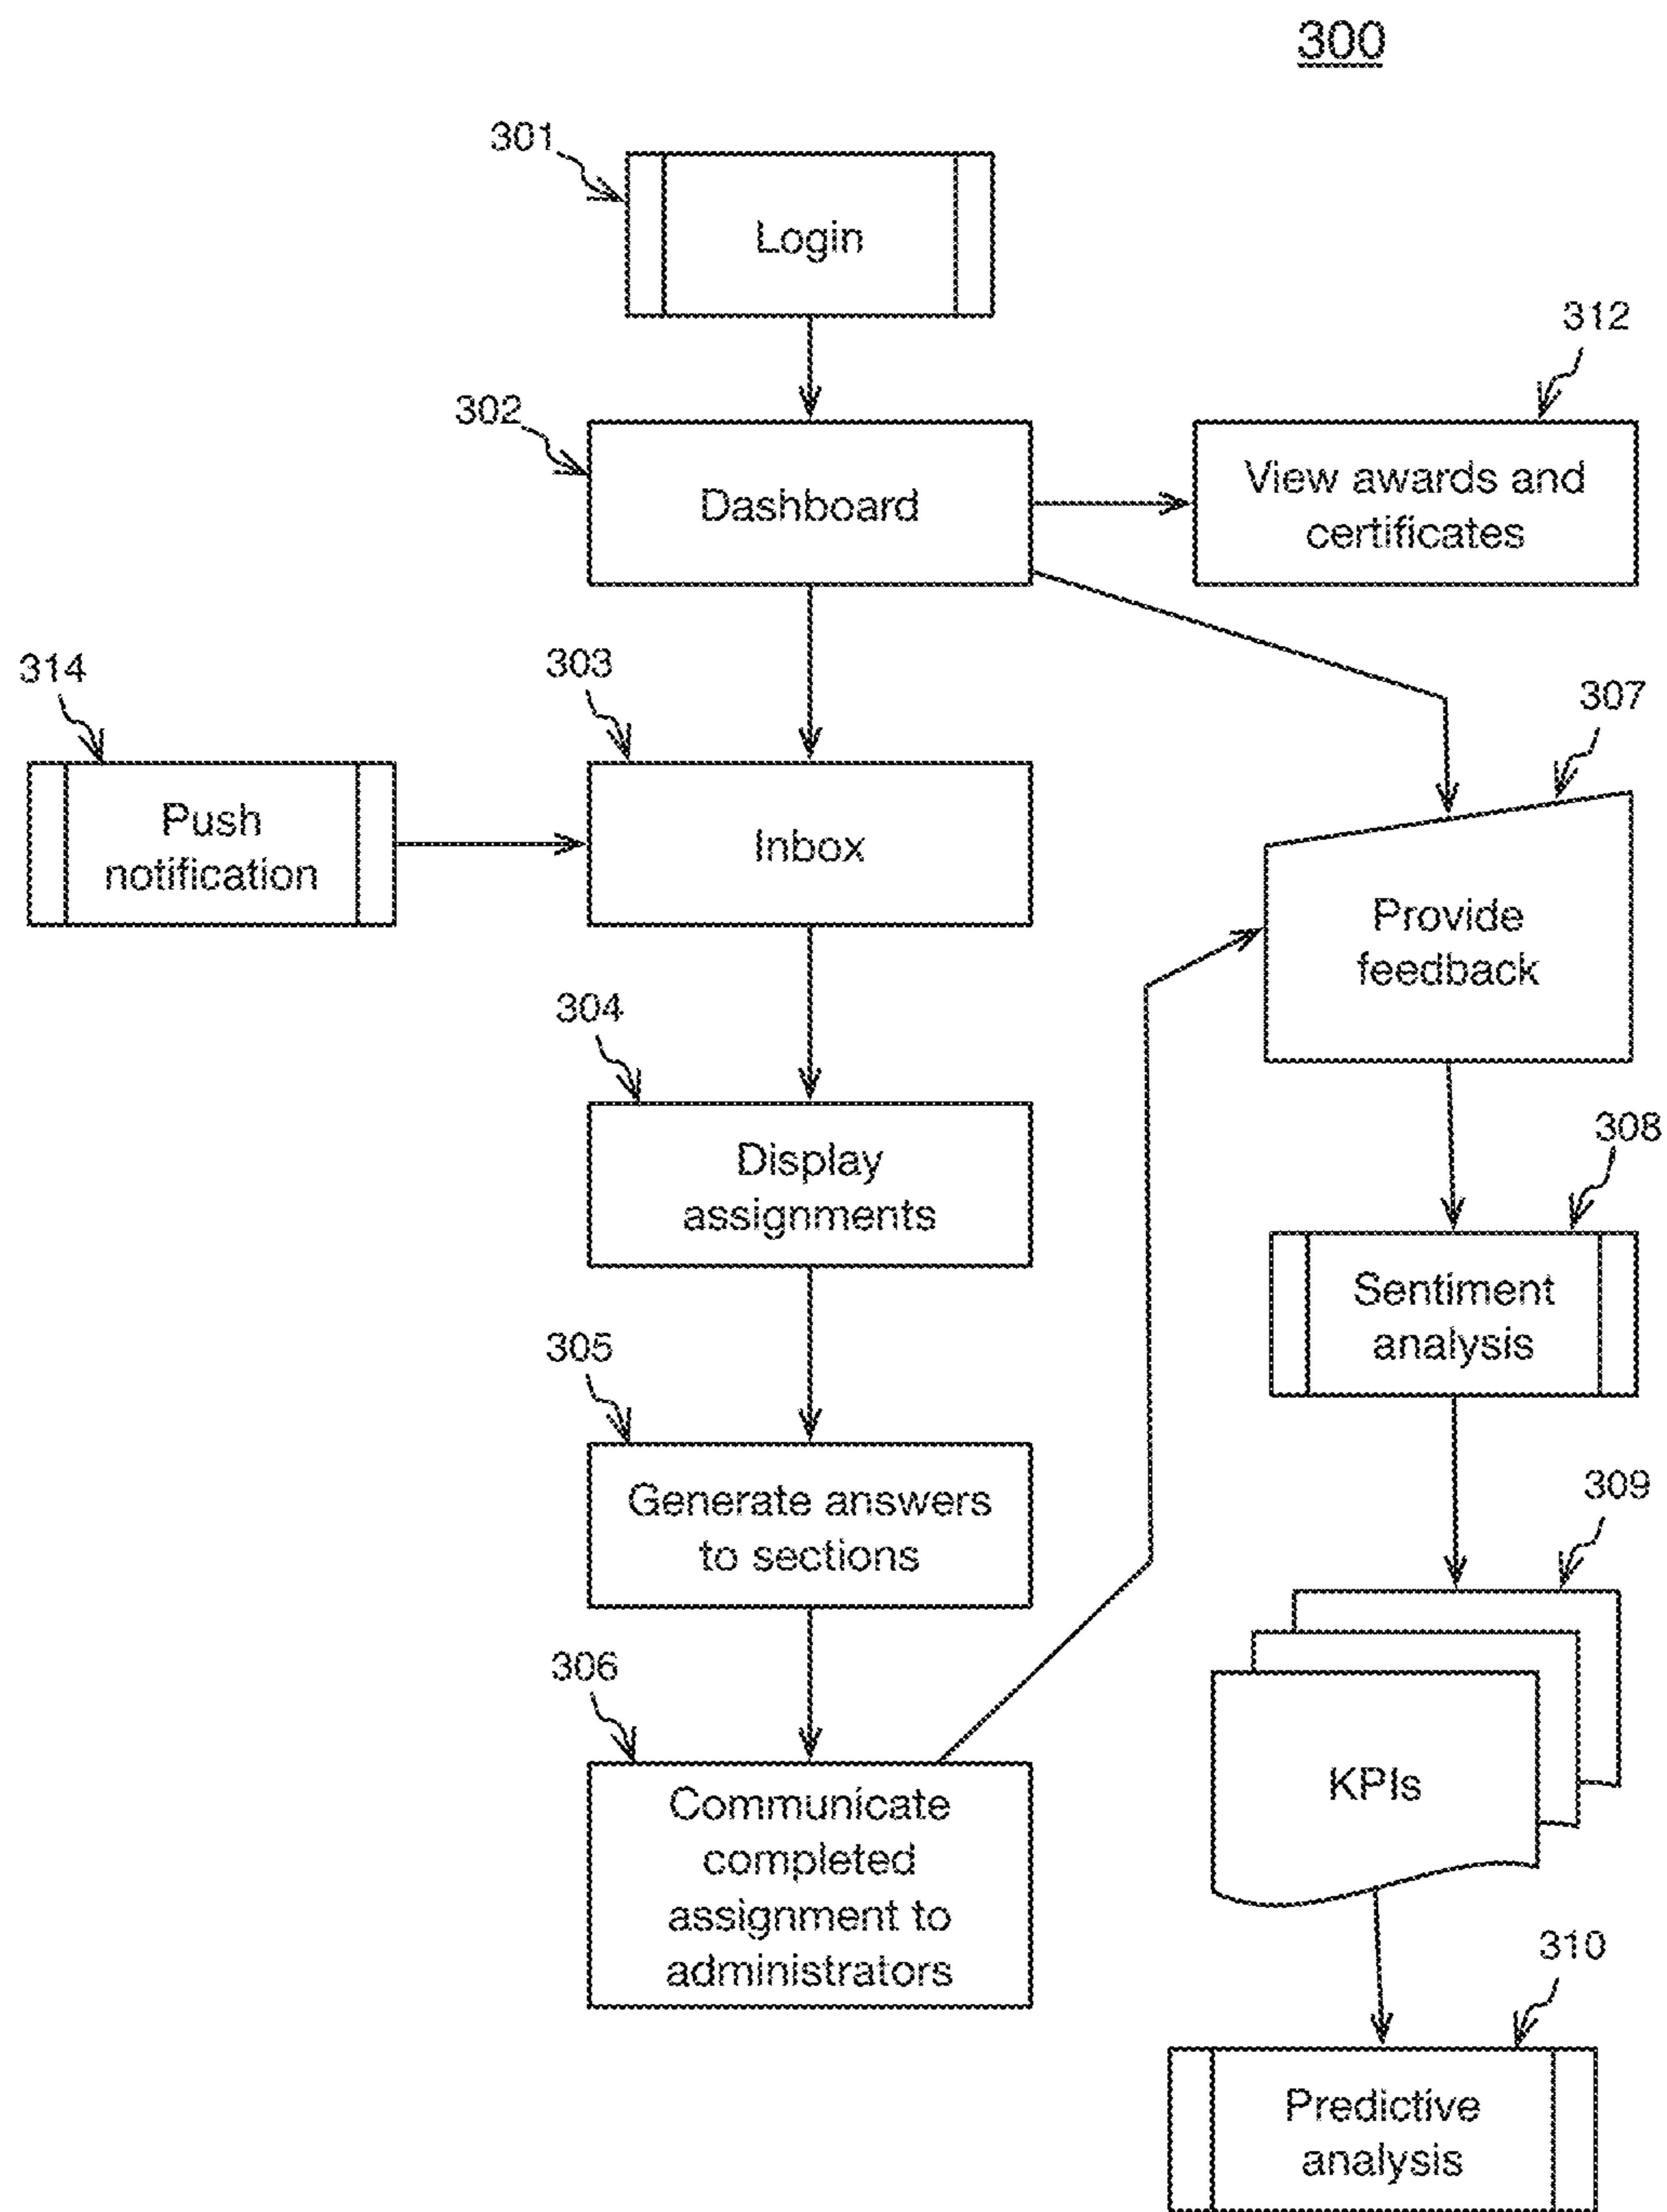 300
301
Login
312
302
Dashboard
View awards and
certificates
314
303
307
Push
notification
Inbox
Provide
feedback
304
Display
assignments
308
Sentiment
analysis
305
Generate answers
to sections
309
306
Communicate
completed
assignment to
administrators
KPIs
310
Predictive
analysis